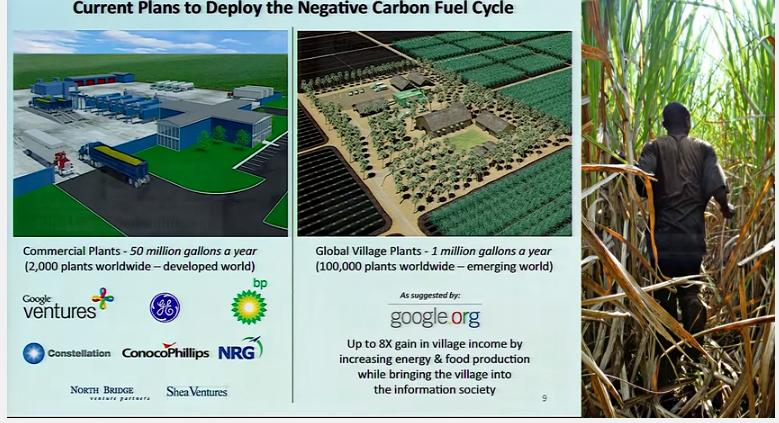 Current Plans to Deploy the Negative Carbon Fuel Cycle
Commercial Plants - 50 million gallons a year
(2,000 plants worldwide – developed world)
Google
ventures
GE
bp
Constellation
ConocoPhillips
NRG
NORTH BRIDGE
venture partners
Shea Ventures
Global Village Plants - 1 million gallons a year
(100,000 plants worldwide – emerging world)
As suggested by:
google.org
Up to 8X gain in village income by
increasing energy & food production
while bringing the village into
the information society
9